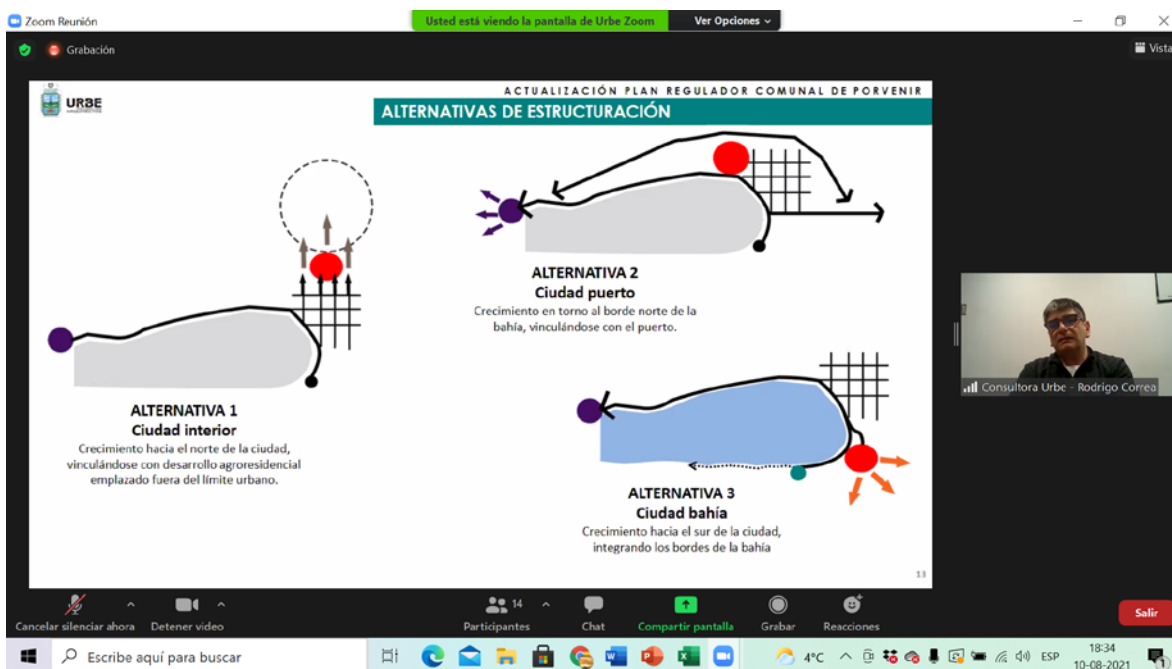 Zoom Reunión
Usted está viendo la pantalla de Urbe Zoom
Ver Opciones
Grabación
Vista
URBE
ACTUALIZACIÓN PLAN REGULADOR COMUNAL DE PORVENIR
ALTERNATIVAS DE ESTRUCTURACIÓN
ALTERNATIVA 1
Ciudad interior
Crecimiento hacia el norte de la ciudad,
vinculándose con desarrollo agroresidencial
emplazado fuera del límite urbano.
ALTERNATIVA 2
Ciudad puerto
Crecimiento en torno al borde norte de la
bahía, vinculándose con el puerto.
ALTERNATIVA 3
Ciudad bahía
Crecimiento hacia el sur de la ciudad,
integrando los bordes de la bahía
13
Consultora Urbe - Rodrigo Correa
Cancelar silenciar ahora
Detener video
14
Participantes
Chat
Compartir pantalla
Grabar
Reacciones
Salir
Escribe aquí para buscar
4°C
ESP
18:34
10-08-2021